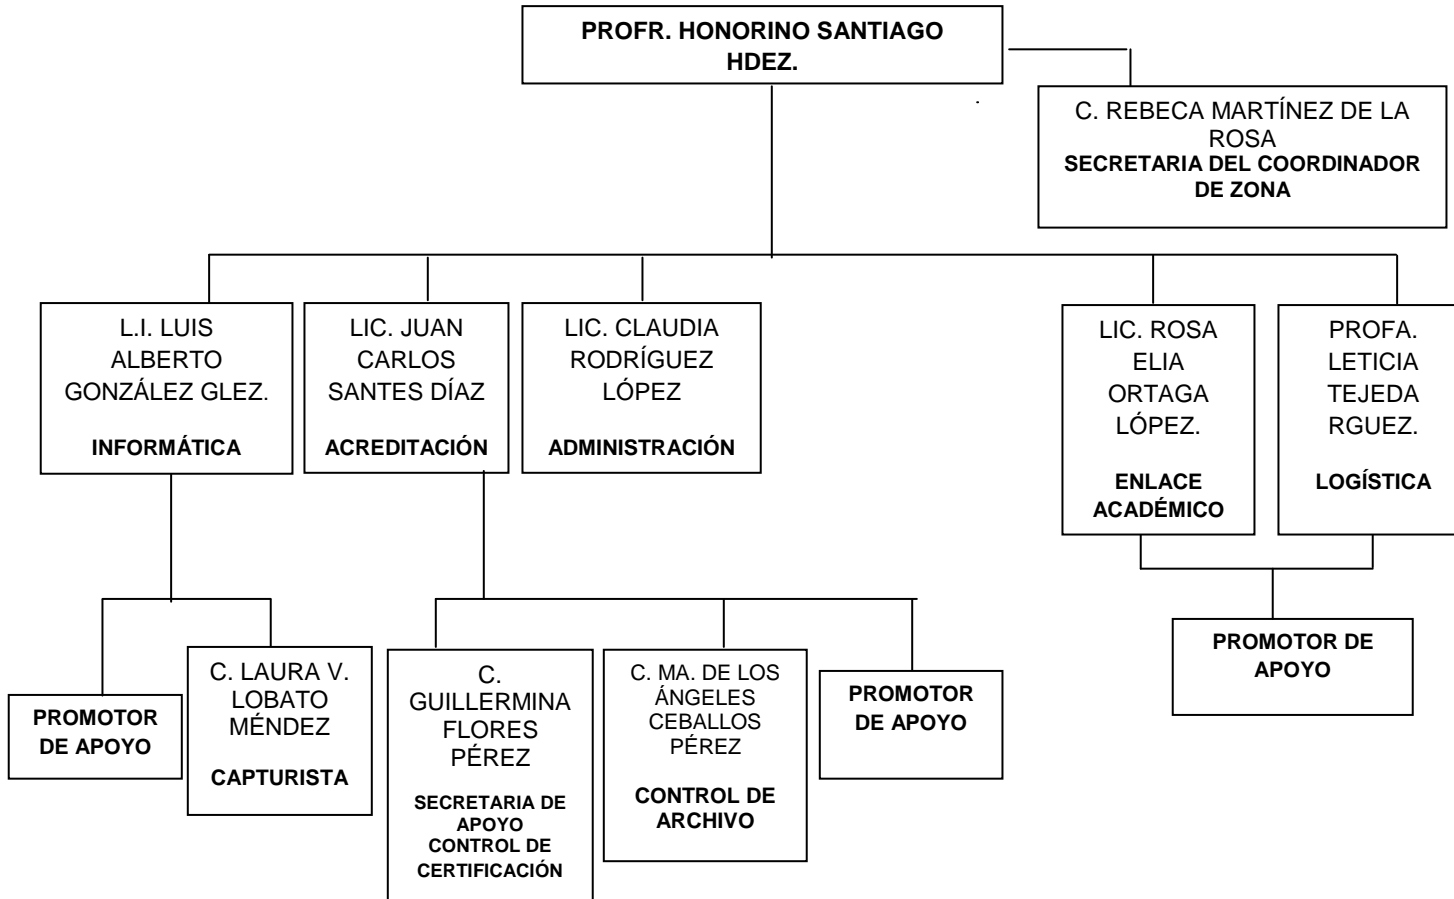 PROFR. HONORINO SANTIAGO
HDEZ.
C. REBECA MARTÍNEZ DE LA
ROSA
SECRETARIA DEL COORDINADOR
DE ZONA
L.I. LUIS
ALBERTO
GONZÁLEZ GLEZ.
INFORMÁTICA
LIC. JUAN
CARLOS
SANTES DÍAZ
ACREDITACIÓN
LIC. CLAUDIA
RODRÍGUEZ
LÓPEZ
ADMINISTRACIÓN
LIC. ROSA
ELIA
ORTAGA
LÓPEZ.
ENLACE
ACADÉMICO
PROFA.
LETICIA
TEJEDA
RGUEZ.
LOGÍSTICA
PROMOTOR
DE APOYO
C. LAURA V.
LOBATO
MÉNDEZ
CAPTURISTA
C.
GUILLERMINA
FLORES
PÉREZ
SECRETARIA DE
APOYO
CONTROL DE
CERTIFICACIÓN
C. MA. DE LOS
ÁNGELES
CEBALLOS
PÉREZ
CONTROL DE
ARCHIVO
PROMOTOR
DE APOYO
PROMOTOR DE
APOYO